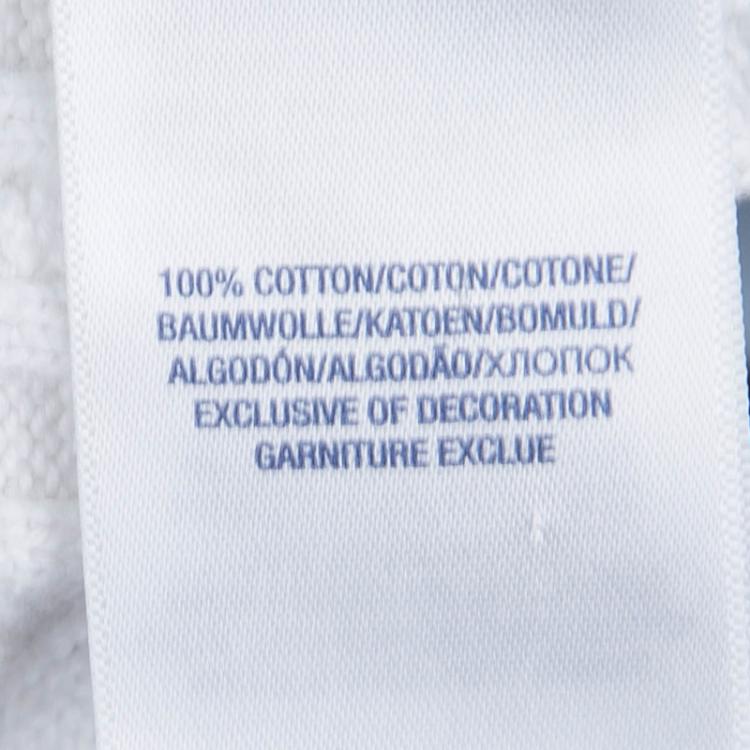 100% COTTON/COTON/COTONE/
BAUMWOLLE/KATOEN/BOMULD/
ALGODÓN/ALGODÃO/ХЛОПОК
EXCLUSIVE OF DECORATION
GARNITURE EXCLUE